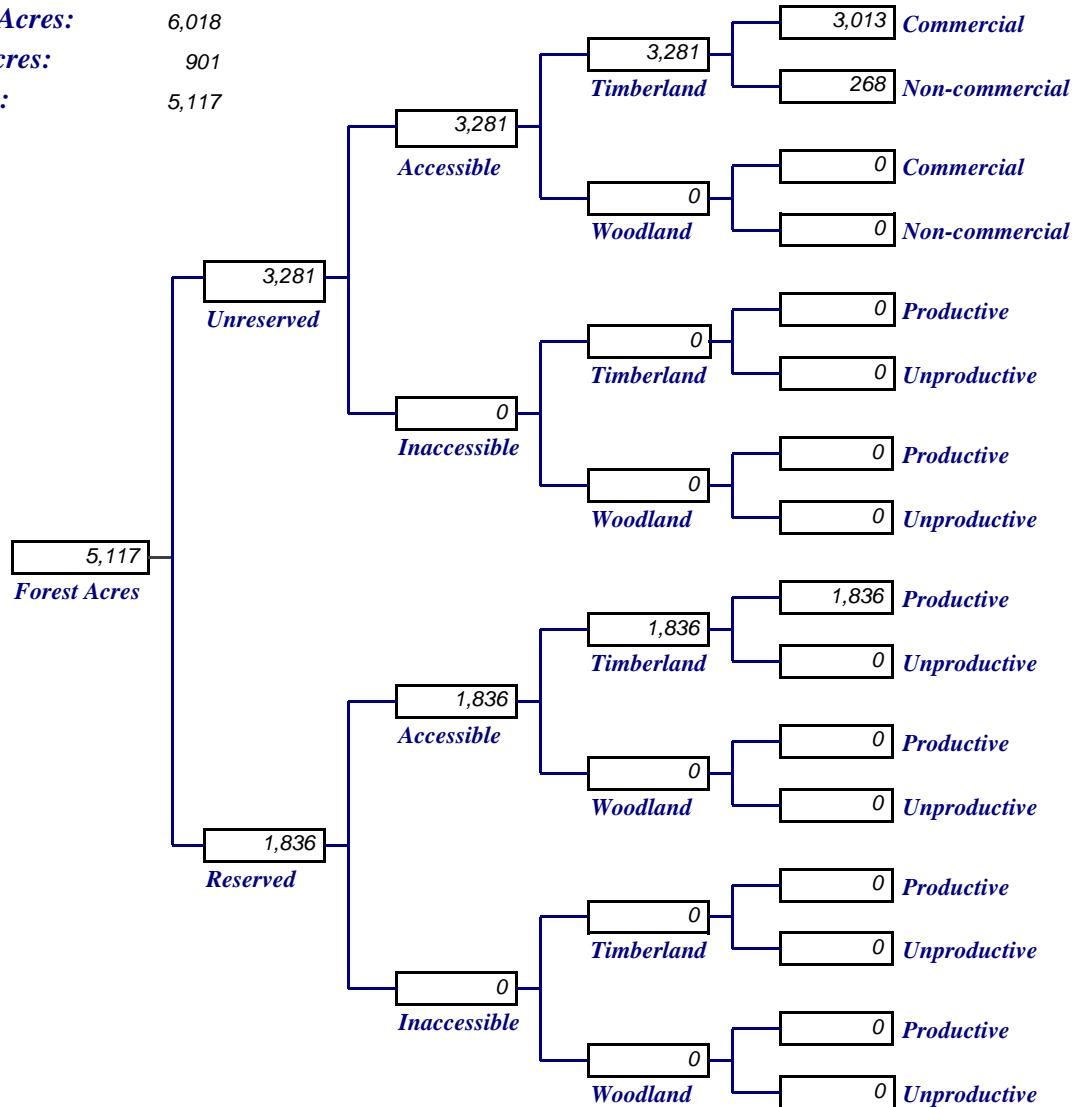 Acres: 6,018
cres: 901
: 5,117
3,013 Commercial
3,281
Timberland
268 Non-commercial
3,281
Accessible
0 Commercial
0
Woodland
0 Non-commercial
3,281
Unreserved
0 Productive
0
Timberland
0 Unproductive
0
Inaccessible
0 Productive
0
Woodland
0 Unproductive
5,117
Forest Acres
1,836 Productive
1,836
Timberland
0 Unproductive
1,836
Accessible
0 Productive
0
Woodland
0 Unproductive
1,836
Reserved
0 Productive
0
Timberland
0 Unproductive
0
Inaccessible
0 Productive
0
Woodland
0 Unproductive